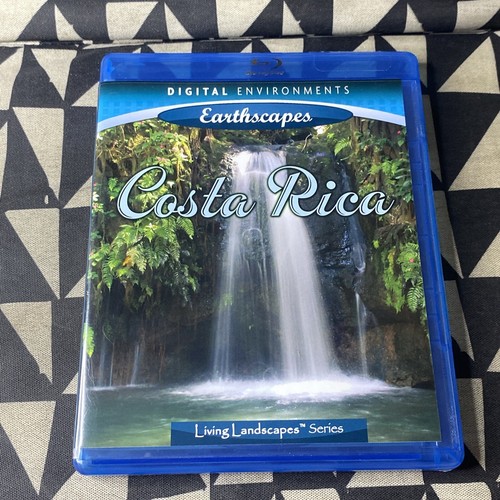 DIGITAL ENVIRONMENTS
Earthscapes
Costa Rica
Living Landscapes™ Series